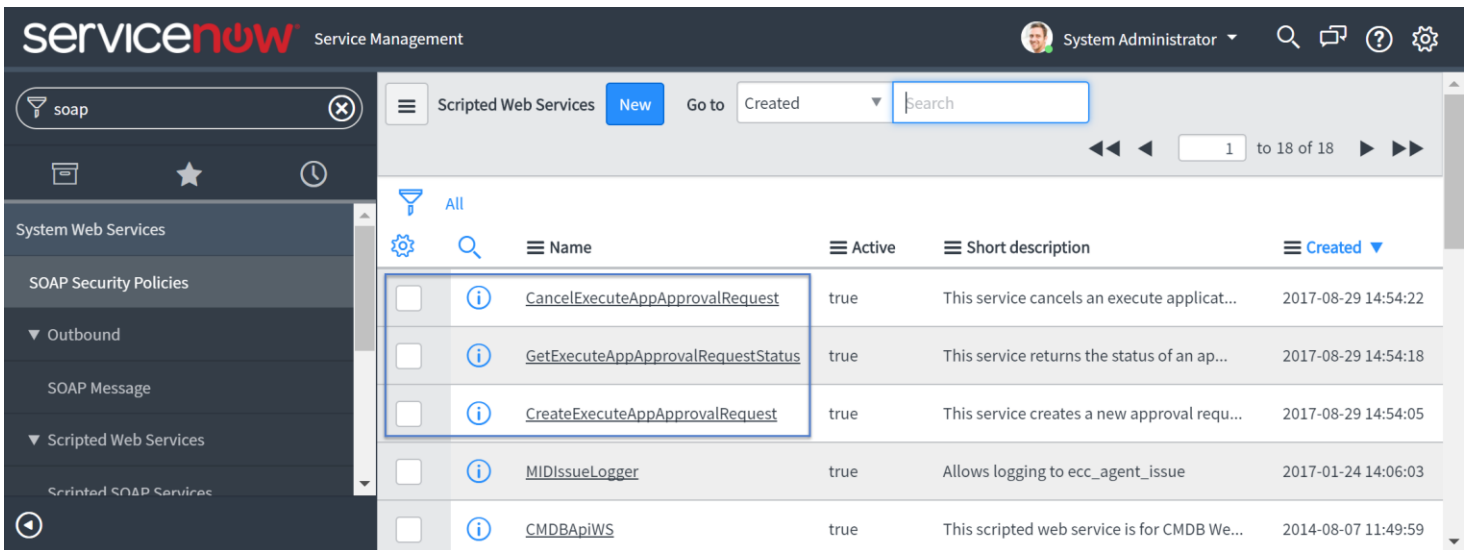 servicenow Service Management System Administrator
soap
Scripted Web Services New Go to Created Search
1 to 18 of 18
All
System Web Services
SOAP Security Policies
Outbound
SOAP Message
Scripted Web Services
Scripted SOAP Services
Name Active Short description Created
CancelExecuteAppApprovalRequest true This service cancels an execute applicat... 2017-08-29 14:54:22
GetExecuteAppApprovalRequestStatus true This service returns the status of an ap... 2017-08-29 14:54:18
CreateExecuteAppApprovalRequest true This service creates a new approval requ... 2017-08-29 14:54:05
MIDIssueLogger true Allows logging to ecc_agent_issue 2017-01-24 14:06:03
CMDBApiWS true This scripted web service is for CMDB We... 2014-08-07 11:49:59